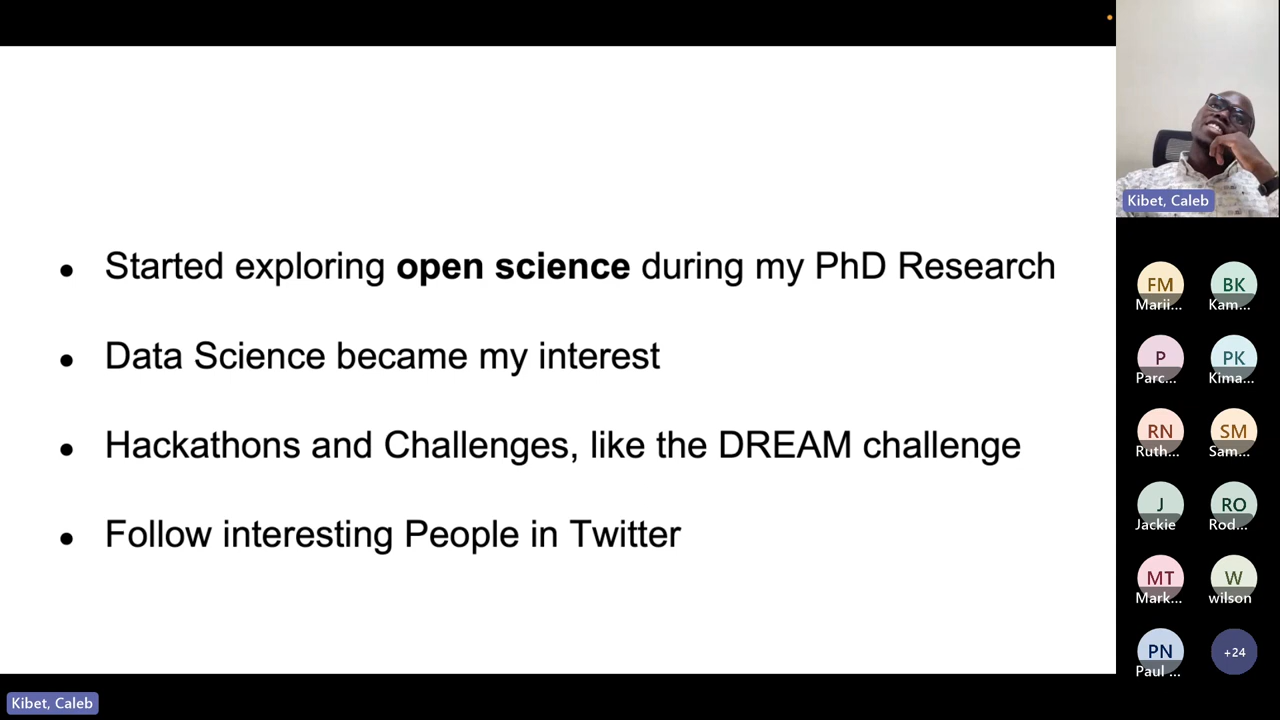 Kibet, Caleb
• Started exploring open science during my PhD Research
• Data Science became my interest
• Hackathons and Challenges, like the DREAM challenge
• Follow interesting People in Twitter
FM
BK
Marii...
Kam...
P
PK
Parc...
Kima...
RN
SM
Ruth...
Sam...
J
RO
Jackie
Rod...
MT
W
Mark...
wilson
PN
+24
Paul ...
Kibet, Caleb